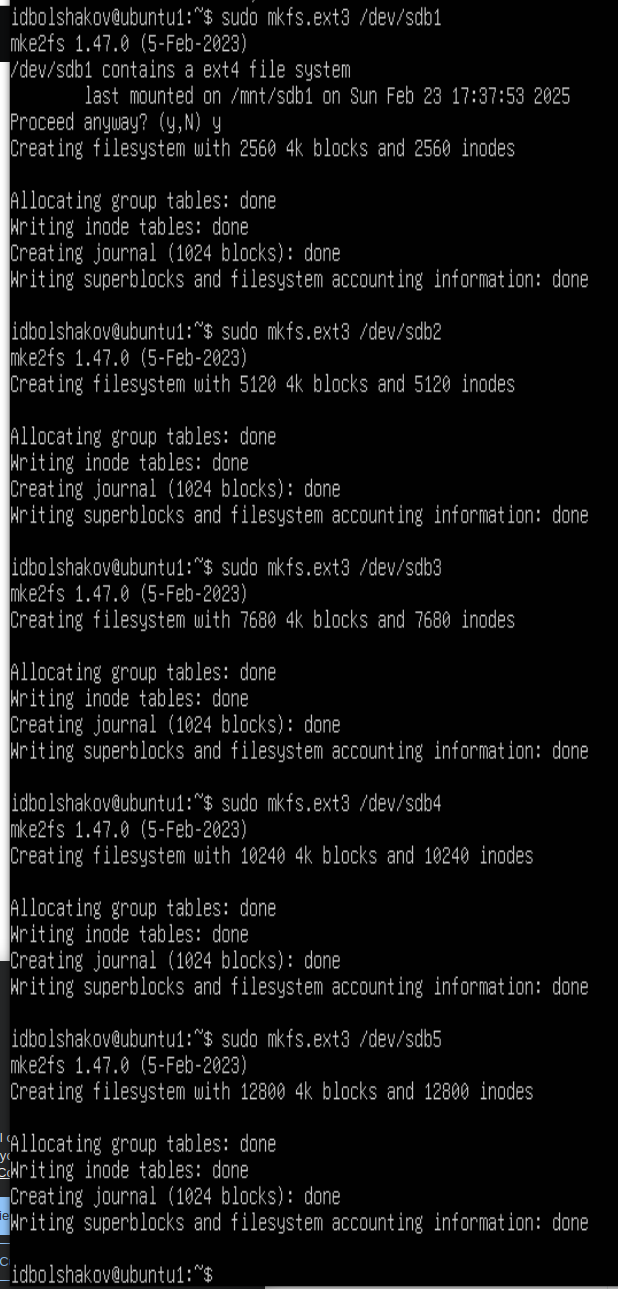 idbolshakov@ubuntu1:~$ sudo mkfs.ext3 /dev/sdb1
mke2fs 1.47.0 (5-Feb-2023)
/dev/sdb1 contains a ext4 file system
        last mounted on /mnt/sdb1 on Sun Feb 23 17:37:53 2025
Proceed anyway? (y,N) y
Creating filesystem with 2560 4k blocks and 2560 inodes

Allocating group tables: done
Writing inode tables: done
Creating journal (1024 blocks): done
Writing superblocks and filesystem accounting information: done

idbolshakov@ubuntu1:~$ sudo mkfs.ext3 /dev/sdb2
mke2fs 1.47.0 (5-Feb-2023)
Creating filesystem with 5120 4k blocks and 5120 inodes

Allocating group tables: done
Writing inode tables: done
Creating journal (1024 blocks): done
Writing superblocks and filesystem accounting information: done

idbolshakov@ubuntu1:~$ sudo mkfs.ext3 /dev/sdb3
mke2fs 1.47.0 (5-Feb-2023)
Creating filesystem with 7680 4k blocks and 7680 inodes

Allocating group tables: done
Writing inode tables: done
Creating journal (1024 blocks): done
Writing superblocks and filesystem accounting information: done

idbolshakov@ubuntu1:~$ sudo mkfs.ext3 /dev/sdb4
mke2fs 1.47.0 (5-Feb-2023)
Creating filesystem with 10240 4k blocks and 10240 inodes

Allocating group tables: done
Writing inode tables: done
Creating journal (1024 blocks): done
Writing superblocks and filesystem accounting information: done

idbolshakov@ubuntu1:~$ sudo mkfs.ext3 /dev/sdb5
mke2fs 1.47.0 (5-Feb-2023)
Creating filesystem with 12800 4k blocks and 12800 inodes

Allocating group tables: done
Writing inode tables: done
Creating journal (1024 blocks): done
Writing superblocks and filesystem accounting information: done

idbolshakov@ubuntu1:~$